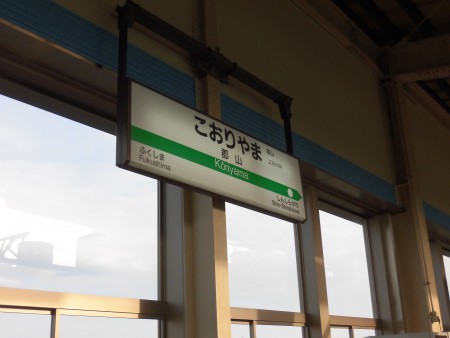 こおりやま
郡山
Kōriyama
ふくしま
Fukushima
しんしらかわ
Shin-Shirakawa